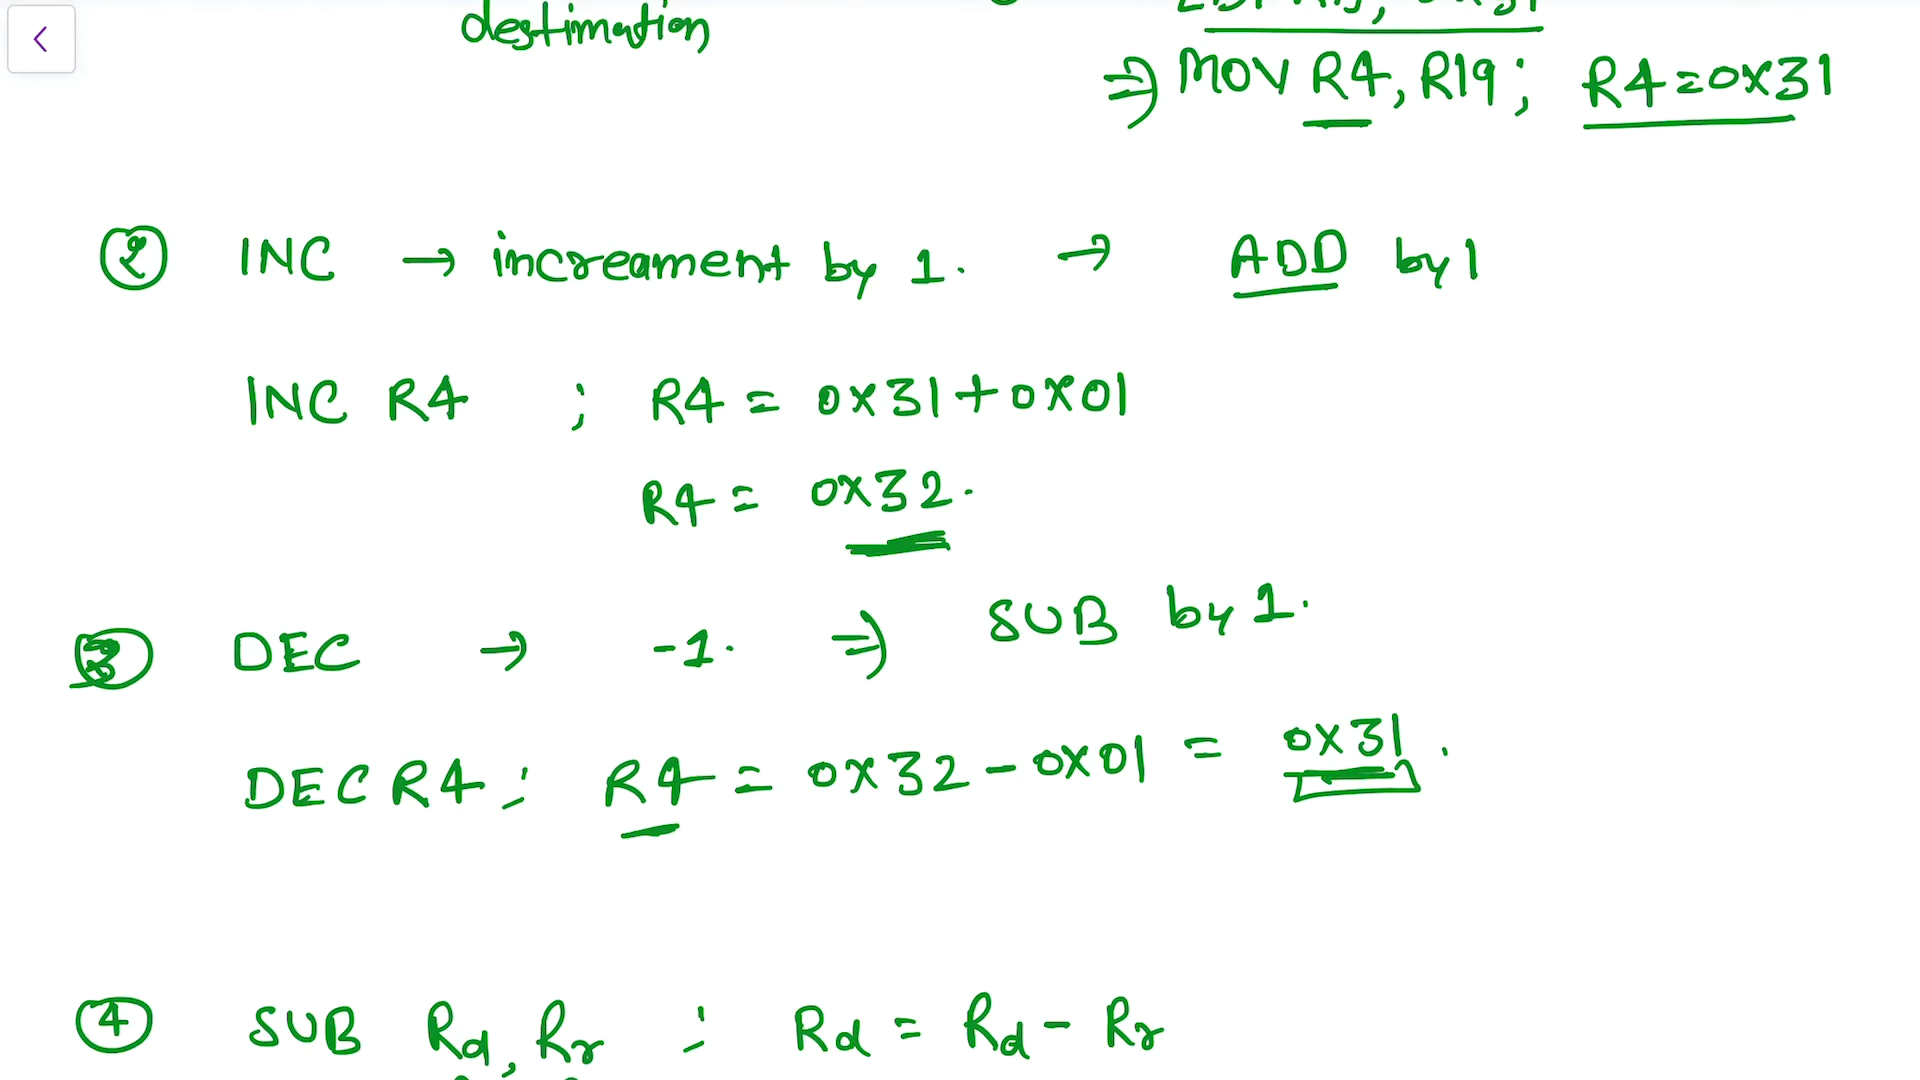 destimation
⇒ MOV R4, R19; R4=0x31
② INC → increament by 1. → ADD by 1
INC R4 ; R4 = 0x31+0x01
R4 = 0x32.
③ DEC → -1. ⇒ SUB by 1.
DEC R4; R4 = 0x32-0x01 = 0x31.
④ SUB Rd, Rr ; Rd = Rd - Rr